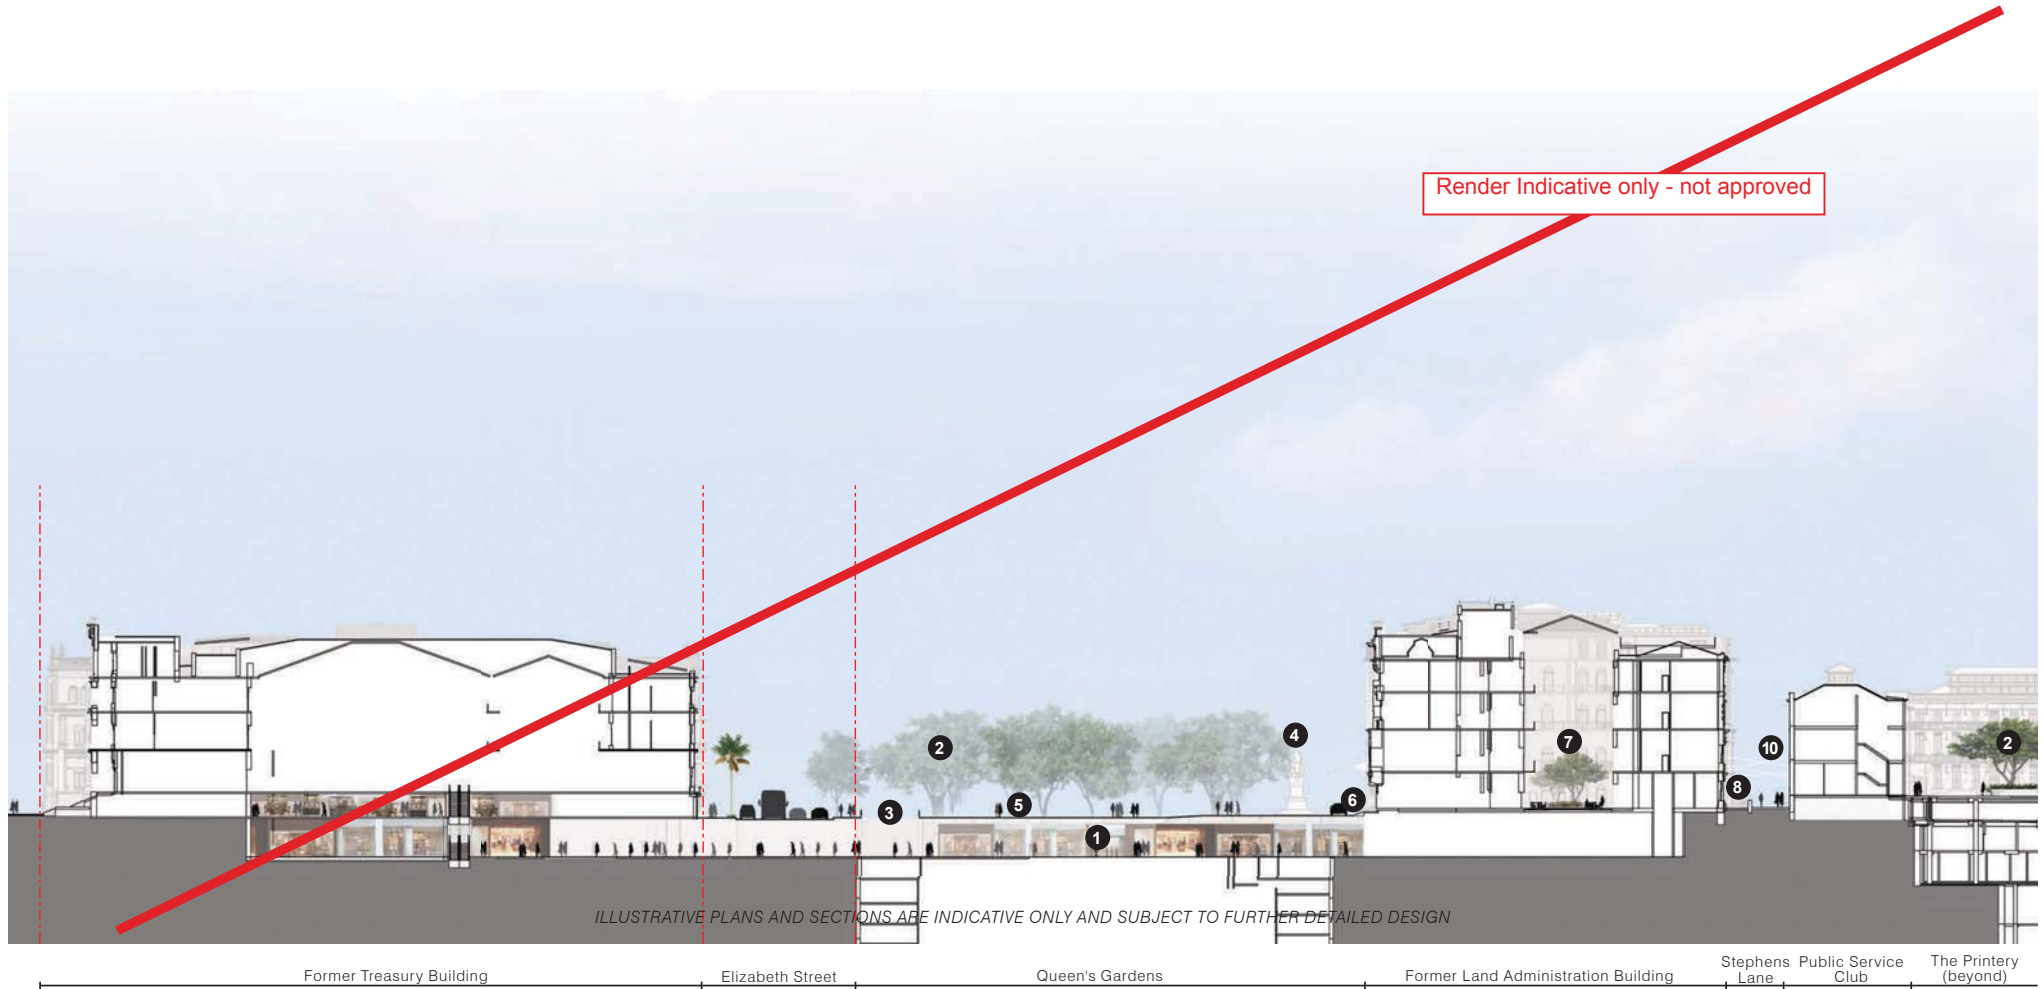 Render Indicative only - not approved
2
4
7
10
2
3
5
6
8
1
ILLUSTRATIVE PLANS AND SECTIONS ARE INDICATIVE ONLY AND SUBJECT TO FURTHER DETAILED DESIGN
Former Treasury Building
Elizabeth Street
Queen's Gardens
Former Land Administration Building
Stephens
Lane
Public Service
Club
The Printery
(beyond)